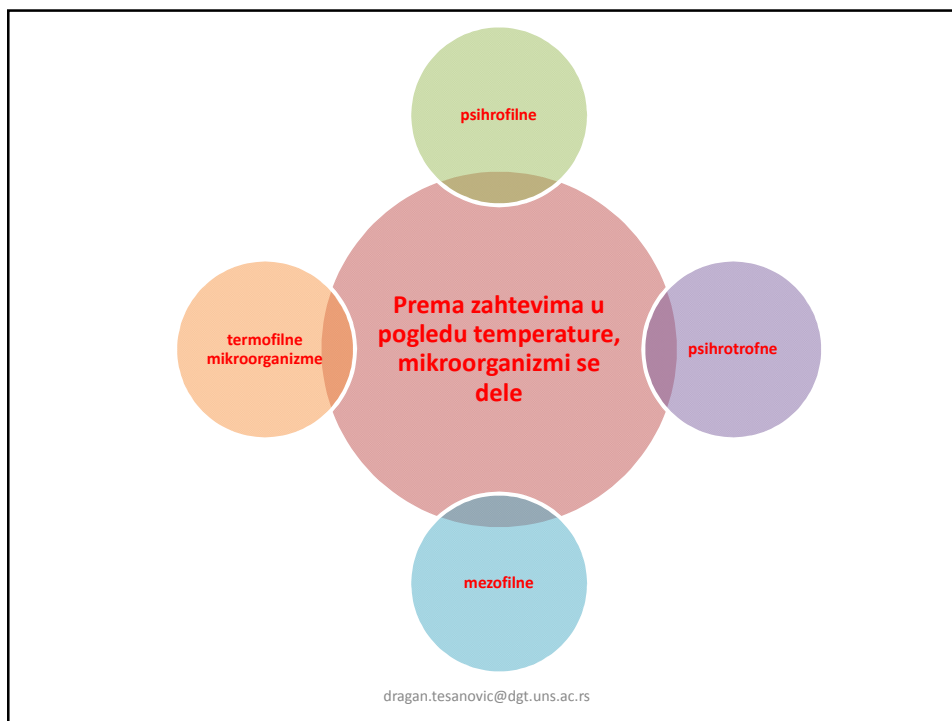 psihrofilne
Prema zahtevima u
pogledu temperature,
mikroorganizmi se
dele
psihrotrofne
mezofilne
termofilne
mikroorganizme
dragan.tesanovic@dgt.uns.ac.rs